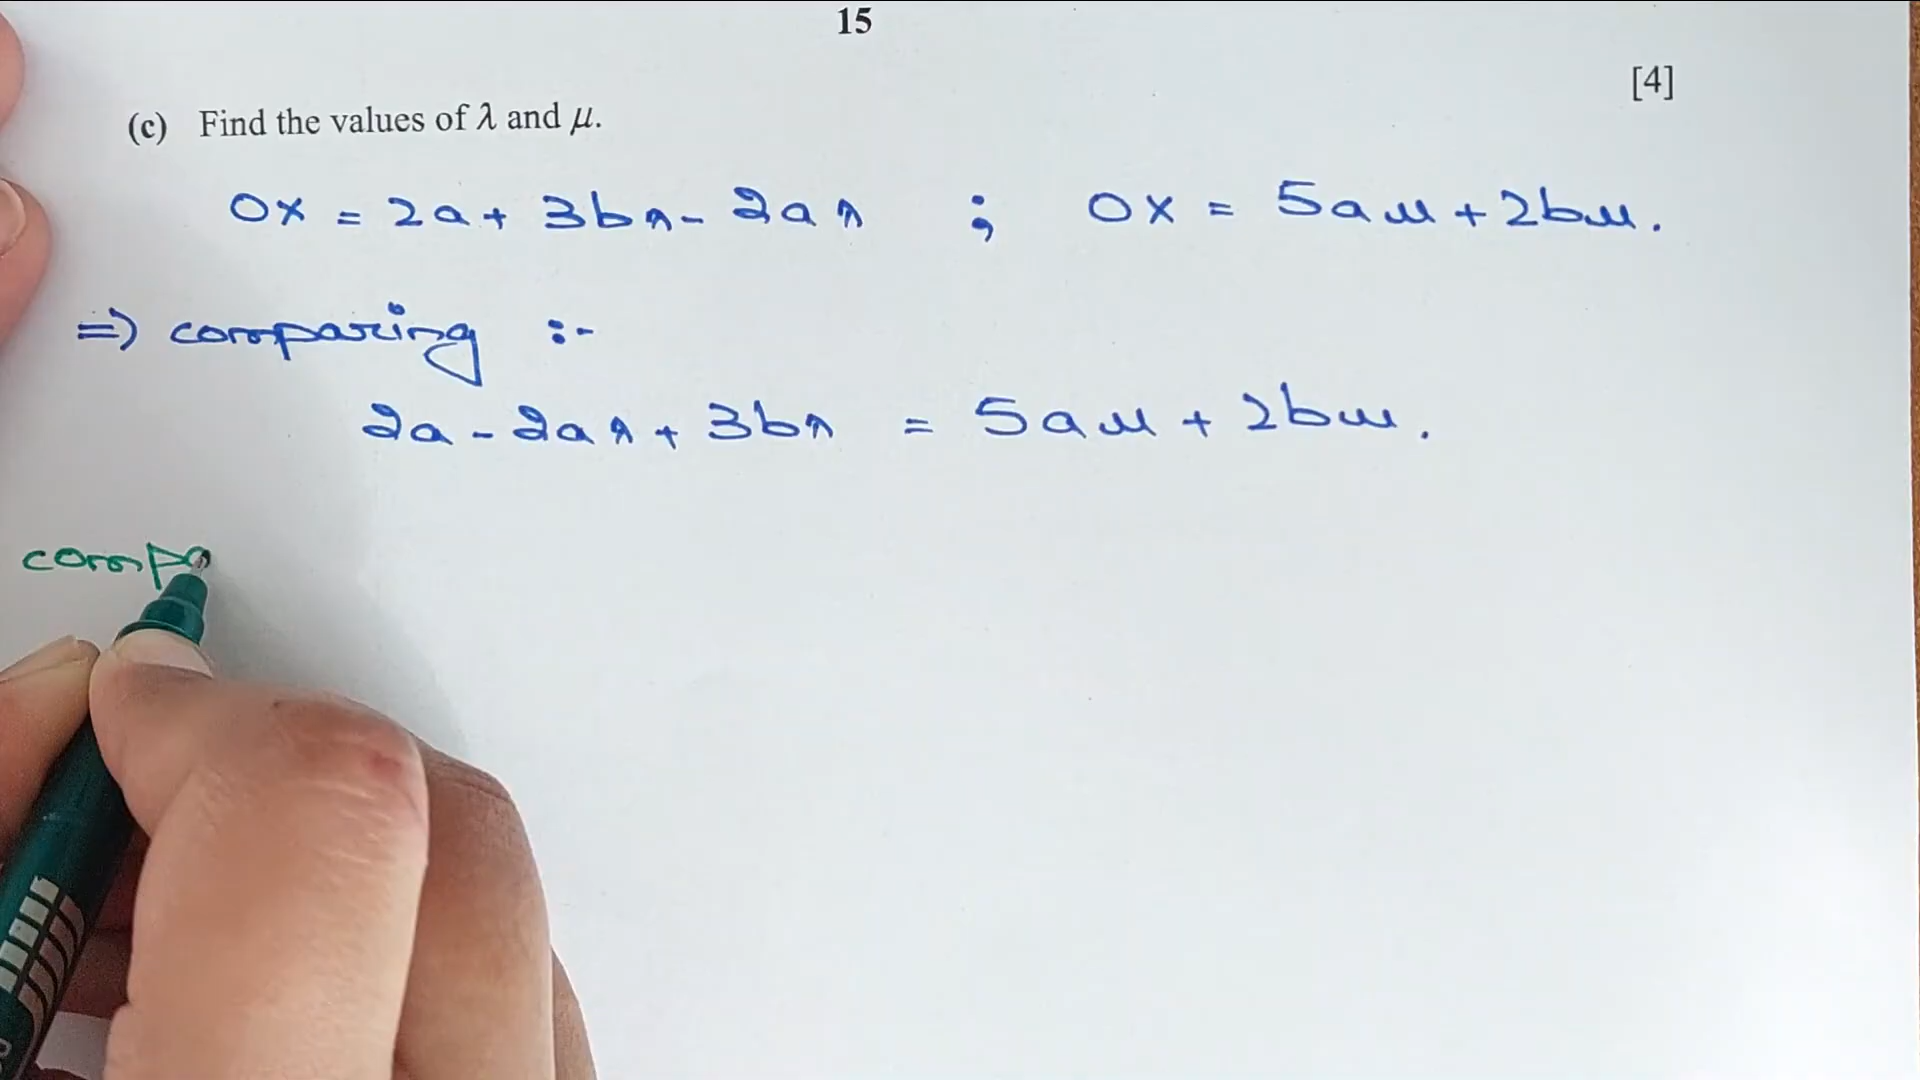 15
[4]
(c) Find the values of λ and μ.
OX = 2a + 3bλ - 2aλ ; OX = 5aμ + 2bμ.
=> comparing :-
2a - 2aλ + 3bλ = 5aμ + 2bμ.
compa